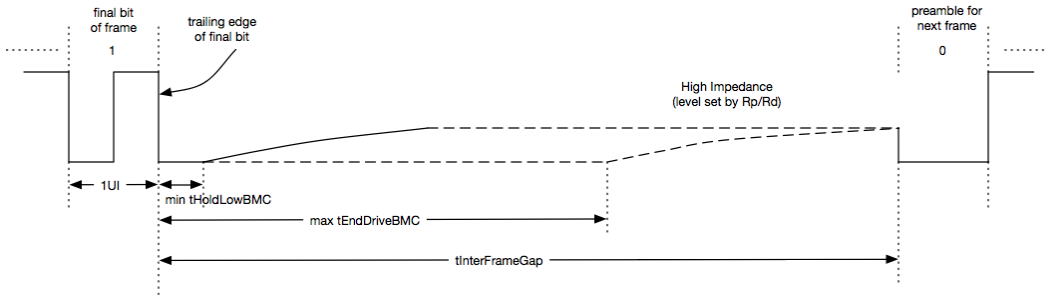 final bit
of frame
1
trailing edge
of final bit
preamble for
next frame
0
High Impedance
(level set by Rp/Rd)
1UI
min tHoldLowBMC
max tEndDriveBMC
tInterFrameGap